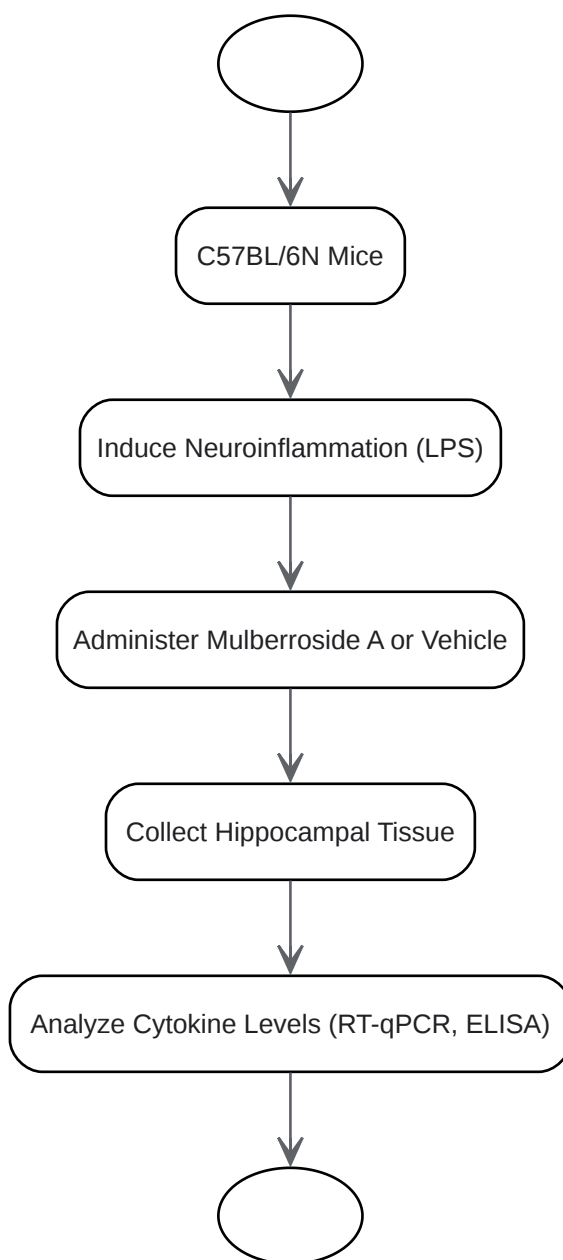 C57BL/6N Mice
Induce Neuroinflammation (LPS)
Administer Mulberroside A or Vehicle
Collect Hippocampal Tissue
Analyze Cytokine Levels (RT-qPCR, ELISA)